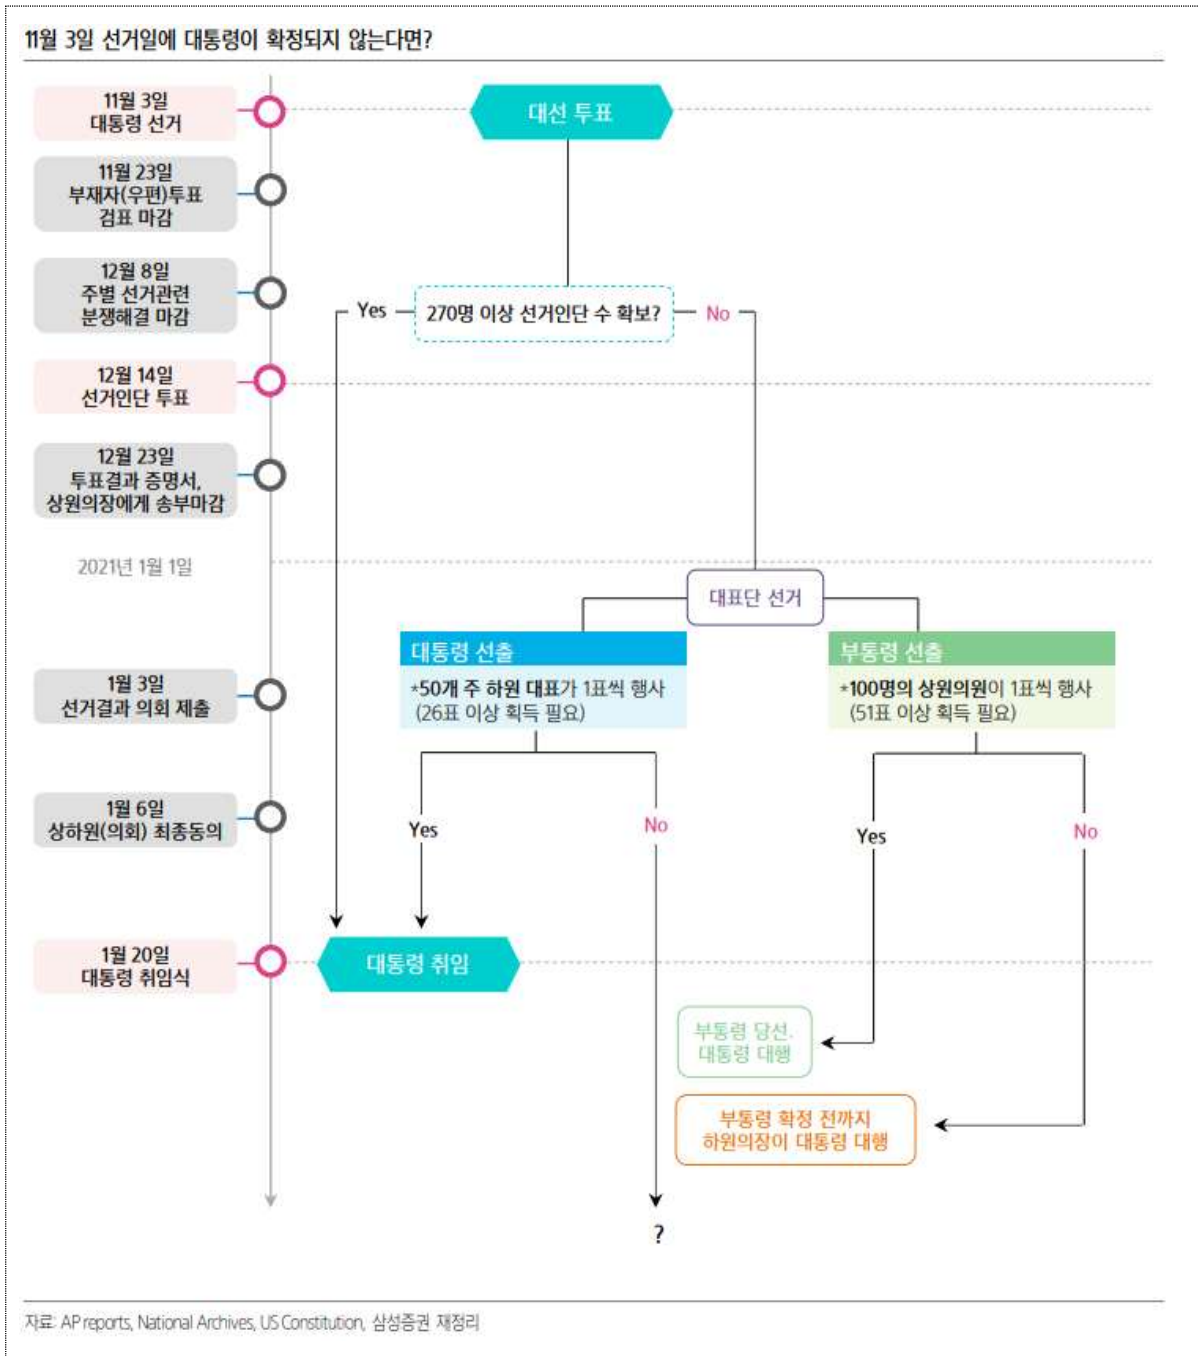 11월 3일 선거일에 대통령이 확정되지 않는다면?
11월 3일
대통령 선거
대선 투표
11월 23일
부재자(우편)투표
검표 마감
12월 8일
주별 선거관련
분쟁해결 마감
Yes
270명 이상 선거인단 수 확보?
No
12월 14일
선거인단 투표
12월 23일
투표결과 증명서,
상원의장에게 송부마감
2021년 1월 1일
대표단 선거
대통령 선출
*50개 주 하원 대표가 1표씩 행사
(26표 이상 획득 필요)
부통령 선출
*100명의 상원의원이 1표씩 행사
(51표 이상 획득 필요)
1월 3일
선거결과 의회 제출
1월 6일
상하원(의회) 최종동의
Yes
No
Yes
No
1월 20일
대통령 취임식
대통령 취임
부통령 당선.
대통령 대행
부통령 확정 전까지
하원의장이 대통령 대행
?
자료: AP reports, National Archives, US Constitution, 삼성증권 재정리